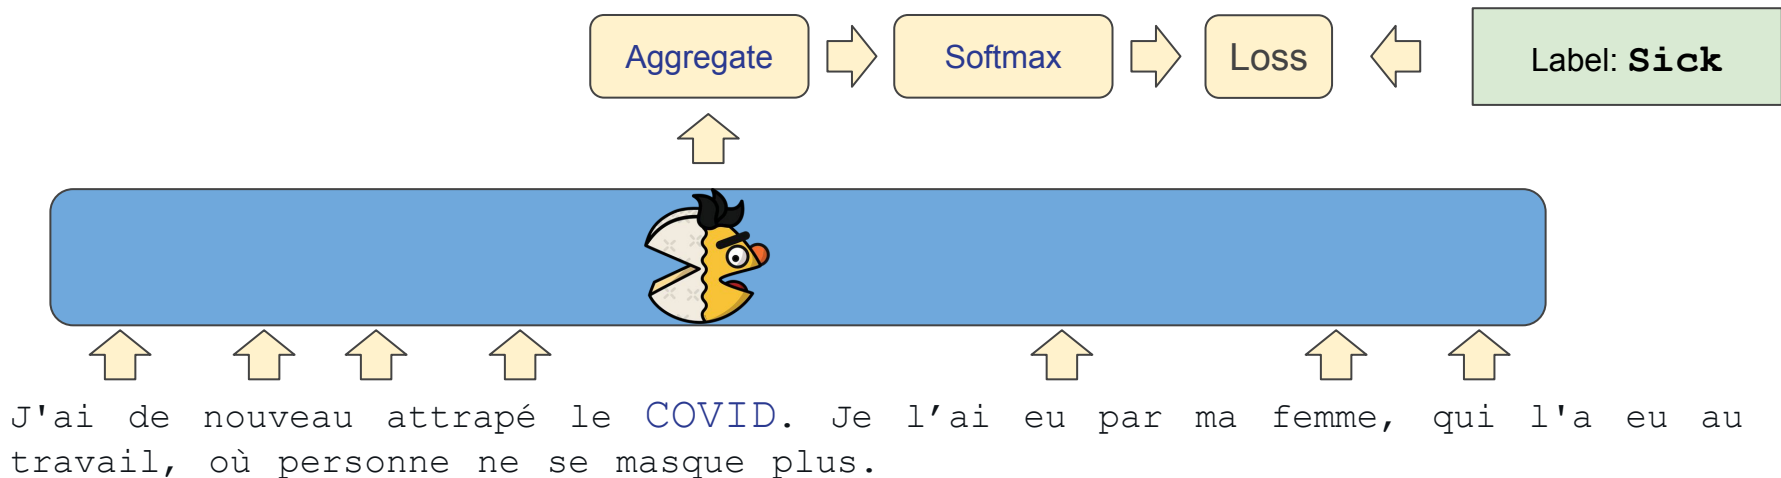 Aggregate
Softmax
Loss
Label: Sick
J'ai de nouveau attrapé le COVID. Je l’ai eu par ma femme, qui l'a eu au
travail, où personne ne se masque plus.